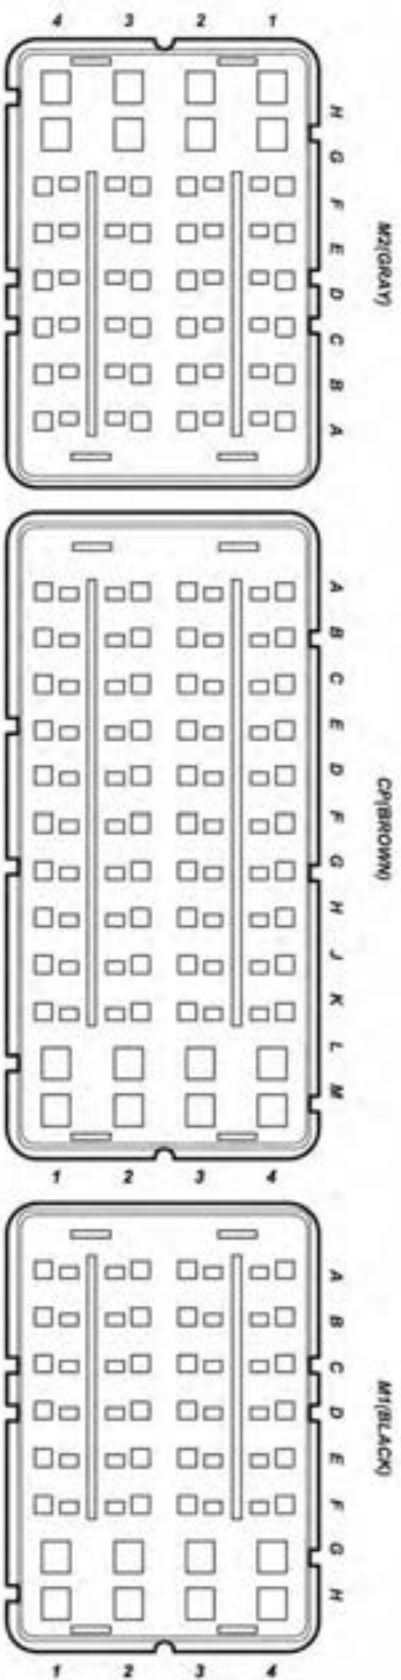 4 3 2 1
H
G
F
E
D
C
B
A
M2(GRAY)
A
B
C
E
D
F
G
H
J
K
L
M
CP(BROWN)
1 2 3 4
A
B
C
D
E
F
G
H
M1(BLACK)
1 2 3 4